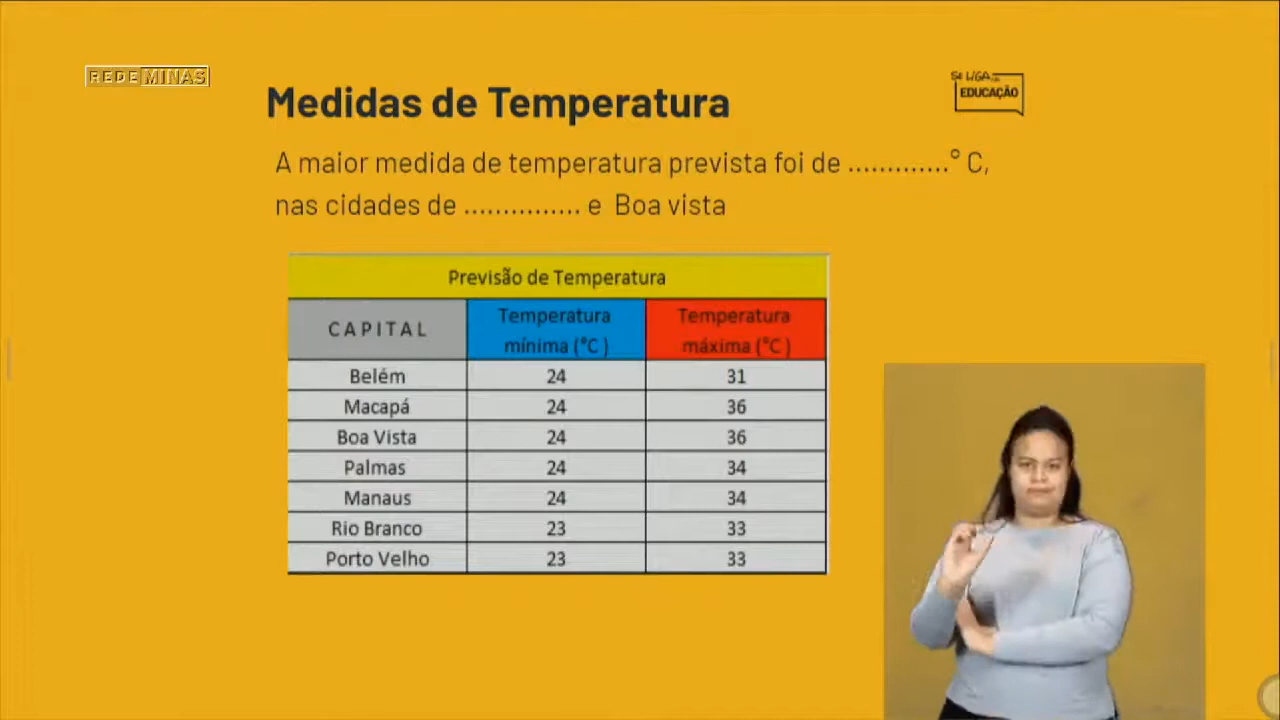 REDE MINAS
SE LIGA NA
EDUCAÇÃO
Medidas de Temperatura
A maior medida de temperatura prevista foi de .............° C,
nas cidades de ............... e Boa vista
Previsão de Temperatura
CAPITAL Temperatura mínima (°C ) Temperatura máxima (°C )
Belém 24 31
Macapá 24 36
Boa Vista 24 36
Palmas 24 34
Manaus 24 34
Rio Branco 23 33
Porto Velho 23 33